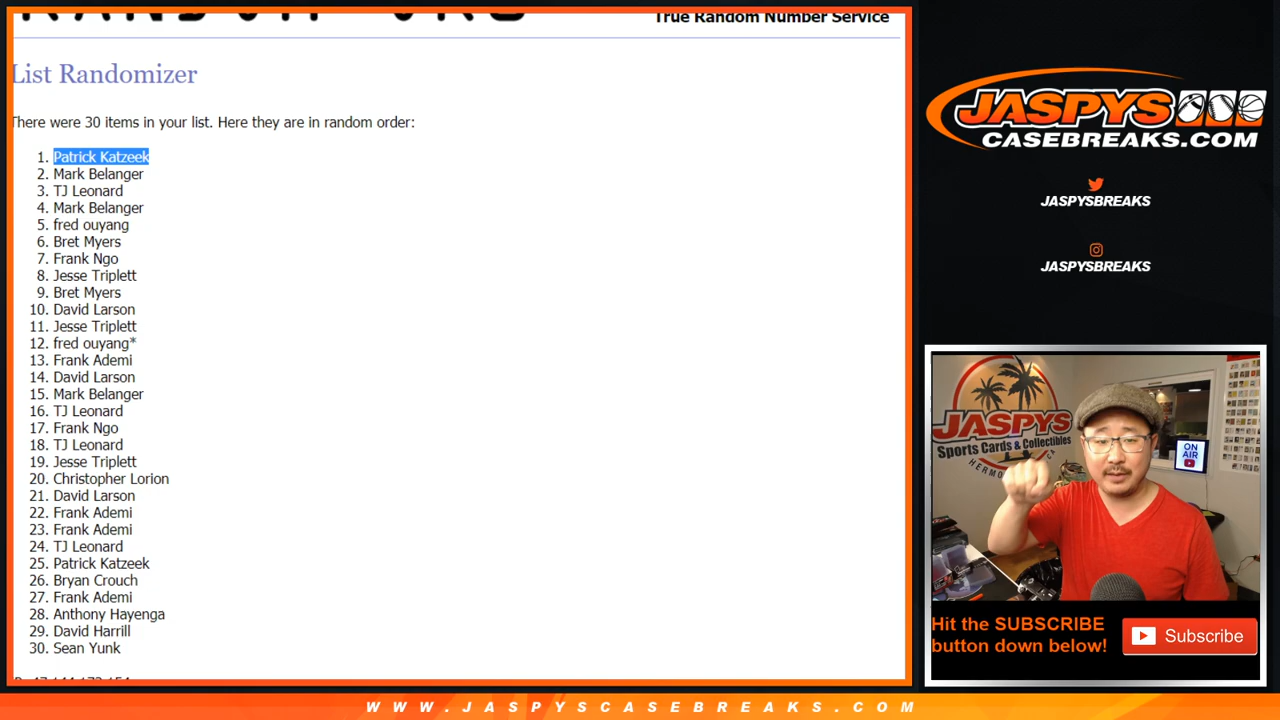 RANDOM ORG
True Random Number Service
List Randomizer
There were 30 items in your list. Here they are in random order:
1. Patrick Katzeek
2. Mark Belanger
3. TJ Leonard
4. Mark Belanger
5. fred ouyang
6. Bret Myers
7. Frank Ngo
8. Jesse Triplett
9. Bret Myers
10. David Larson
11. Jesse Triplett
12. fred ouyang*
13. Frank Ademi
14. David Larson
15. Mark Belanger
16. TJ Leonard
17. Frank Ngo
18. TJ Leonard
19. Jesse Triplett
20. Christopher Lorion
21. David Larson
22. Frank Ademi
23. Frank Ademi
24. TJ Leonard
25. Patrick Katzeek
26. Bryan Crouch
27. Frank Ademi
28. Anthony Hayenga
29. David Harrill
30. Sean Yunk
JASPYS
CASEBREAKS.COM
JASPYSBREAKS
JASPYSBREAKS
JASPYS
Sports Cards & Collectibles
ON
AIR
Hit the SUBSCRIBE
button down below!
Subscribe
WWW.JASPYSCASEBREAKS.COM